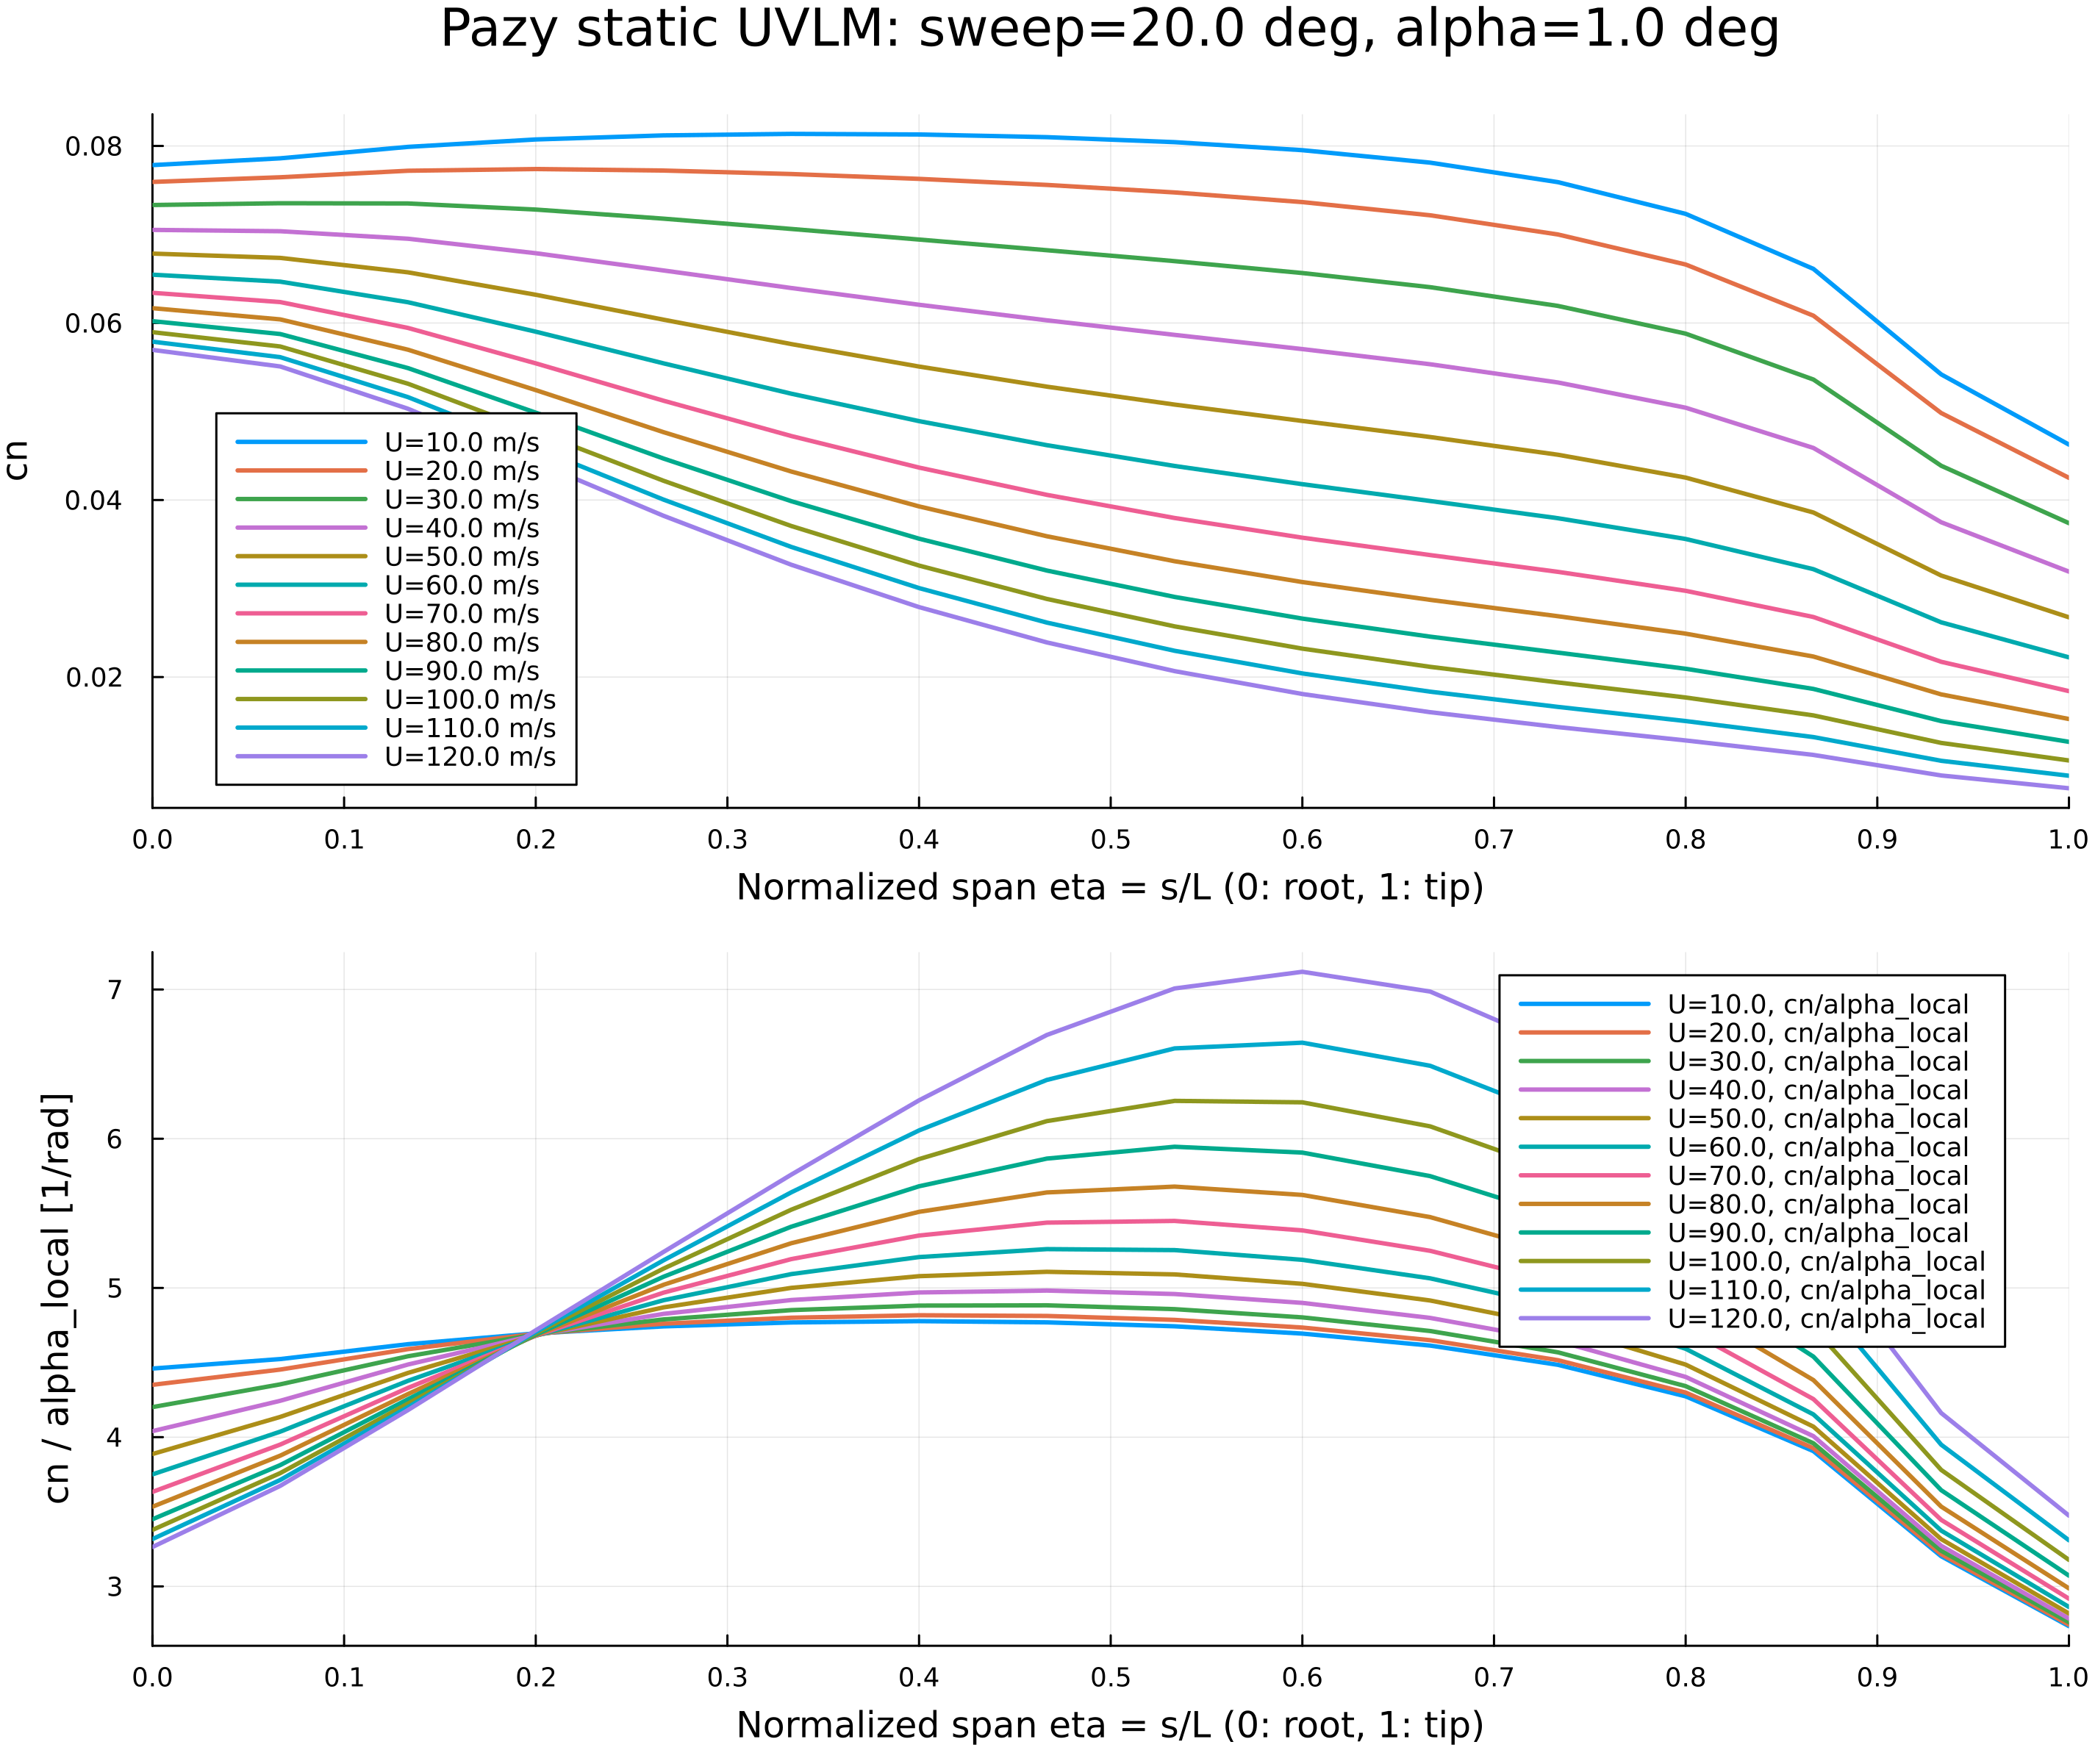 Pazy static UVLM: sweep=20.0 deg, alpha=1.0 deg
cn
0.08
0.06
0.04
0.02
U=10.0 m/s
U=20.0 m/s
U=30.0 m/s
U=40.0 m/s
U=50.0 m/s
U=60.0 m/s
U=70.0 m/s
U=80.0 m/s
U=90.0 m/s
U=100.0 m/s
U=110.0 m/s
U=120.0 m/s
0.0 0.1 0.2 0.3 0.4 0.5 0.6 0.7 0.8 0.9 1.0
Normalized span eta = s/L (0: root, 1: tip)
cn / alpha_local [1/rad]
7
6
5
4
3
U=10.0, cn/alpha_local
U=20.0, cn/alpha_local
U=30.0, cn/alpha_local
U=40.0, cn/alpha_local
U=50.0, cn/alpha_local
U=60.0, cn/alpha_local
U=70.0, cn/alpha_local
U=80.0, cn/alpha_local
U=90.0, cn/alpha_local
U=100.0, cn/alpha_local
U=110.0, cn/alpha_local
U=120.0, cn/alpha_local
0.0 0.1 0.2 0.3 0.4 0.5 0.6 0.7 0.8 0.9 1.0
Normalized span eta = s/L (0: root, 1: tip)